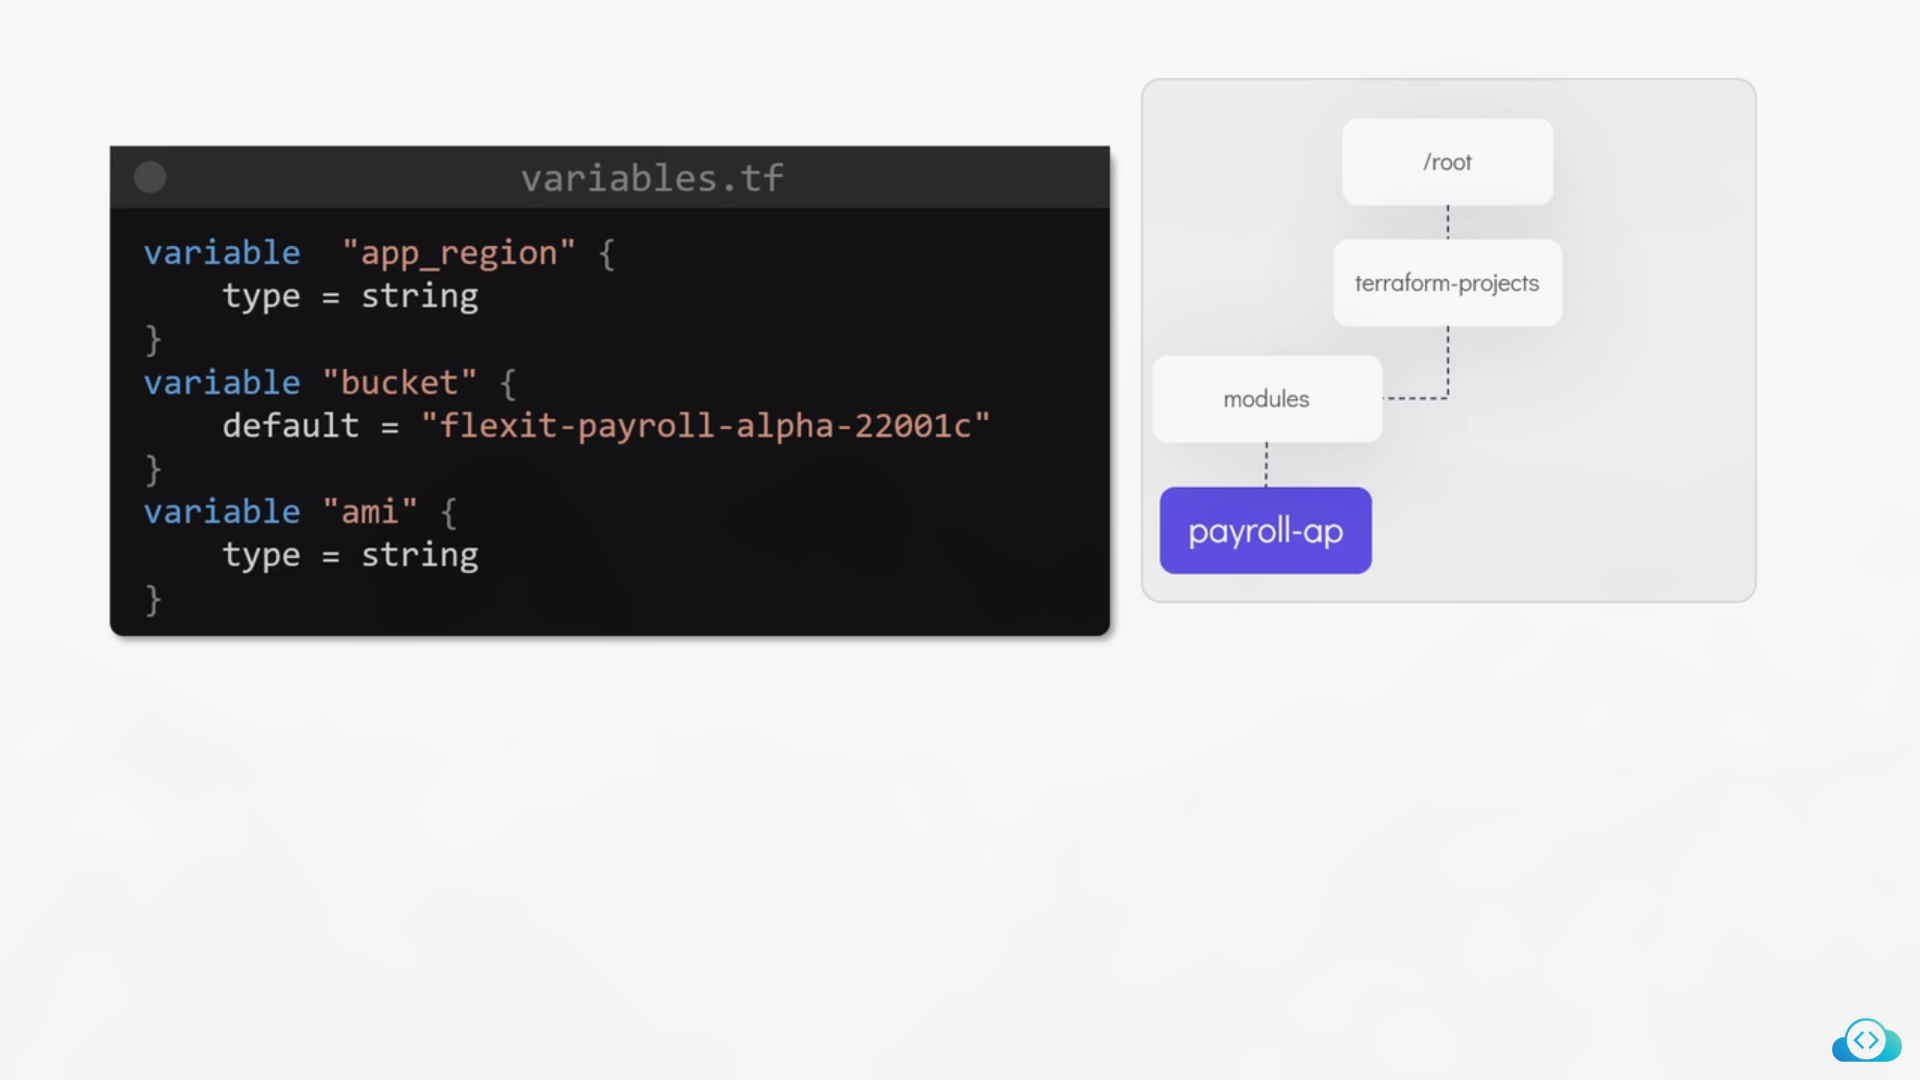 variables.tf
variable  "app_region" {
    type = string
}
variable "bucket" {
    default = "flexit-payroll-alpha-22001c"
}
variable "ami" {
    type = string
}
/root
terraform-projects
modules
payroll-ap